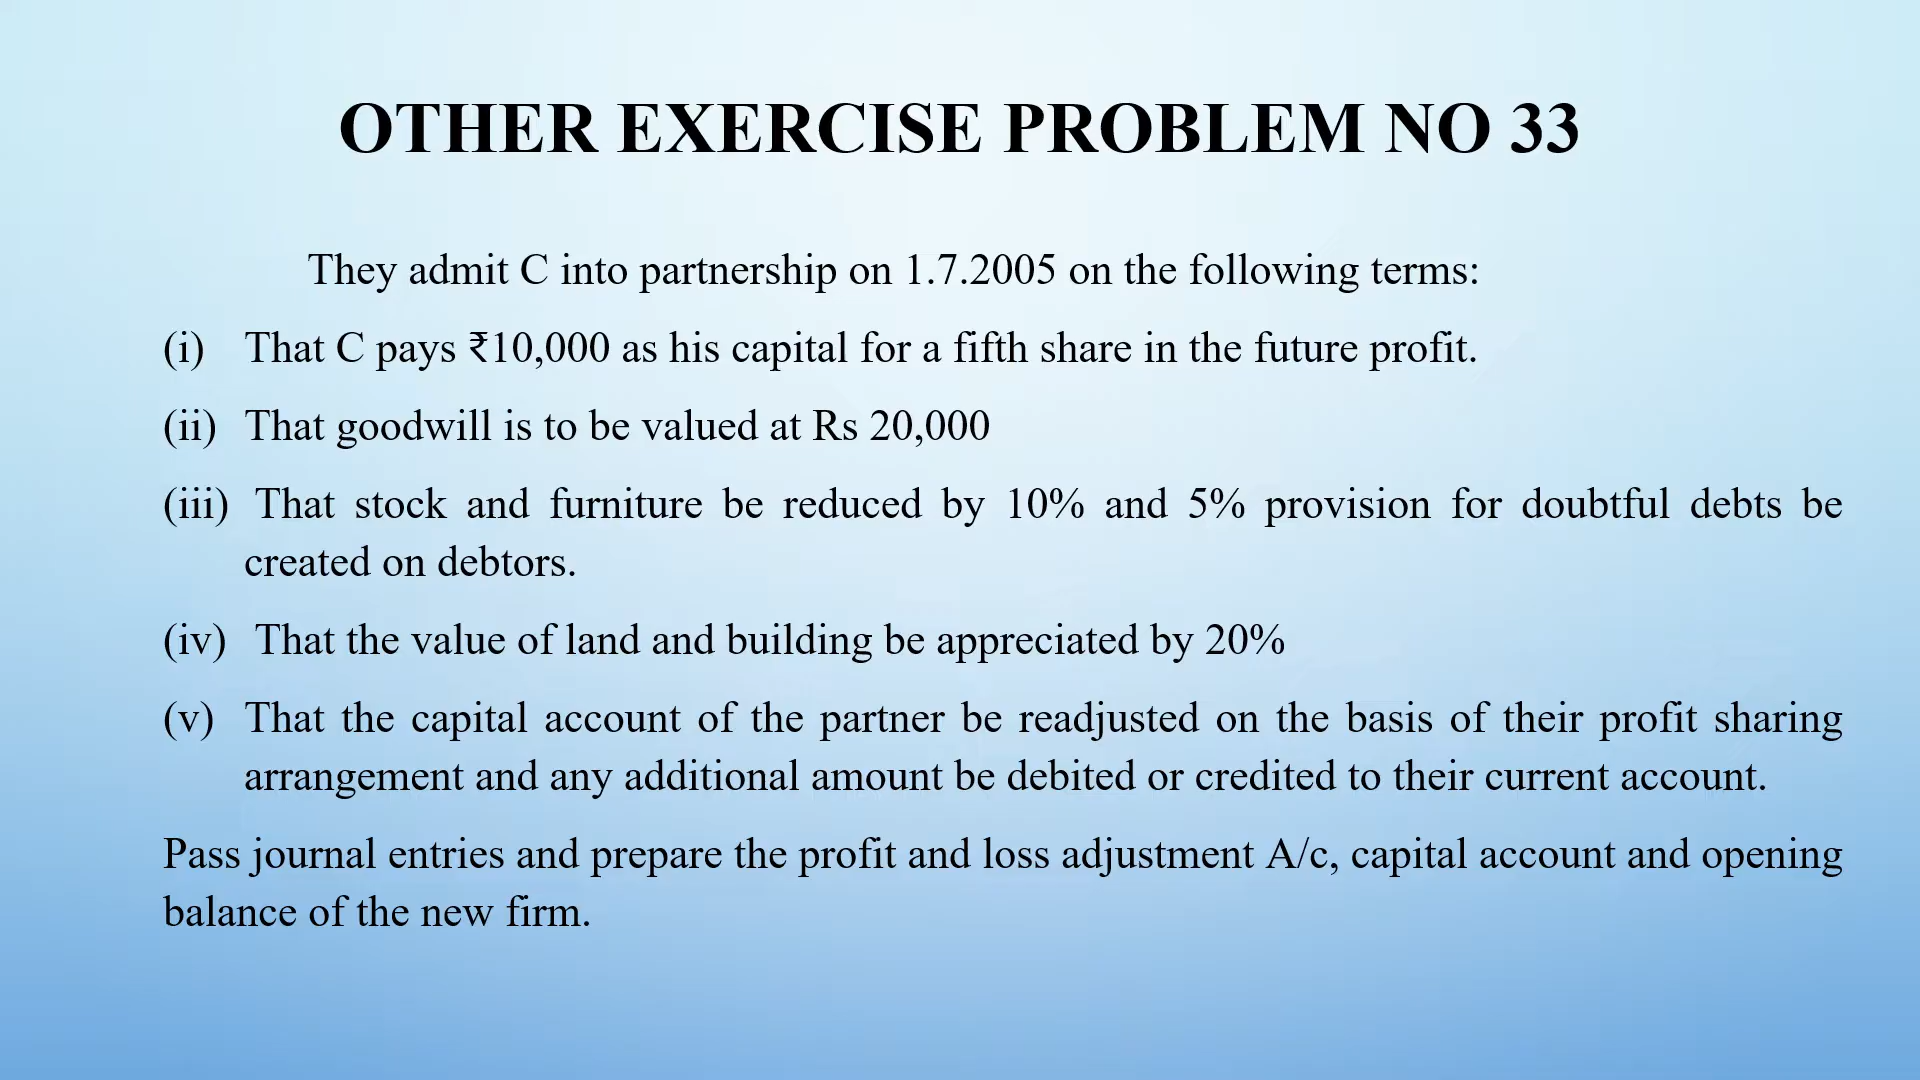 OTHER EXERCISE PROBLEM NO 33
They admit C into partnership on 1.7.2005 on the following terms:
(i) That C pays ₹10,000 as his capital for a fifth share in the future profit.
(ii) That goodwill is to be valued at Rs 20,000
(iii) That stock and furniture be reduced by 10% and 5% provision for doubtful debts be
created on debtors.
(iv) That the value of land and building be appreciated by 20%
(v) That the capital account of the partner be readjusted on the basis of their profit sharing
arrangement and any additional amount be debited or credited to their current account.
Pass journal entries and prepare the profit and loss adjustment A/c, capital account and opening
balance of the new firm.